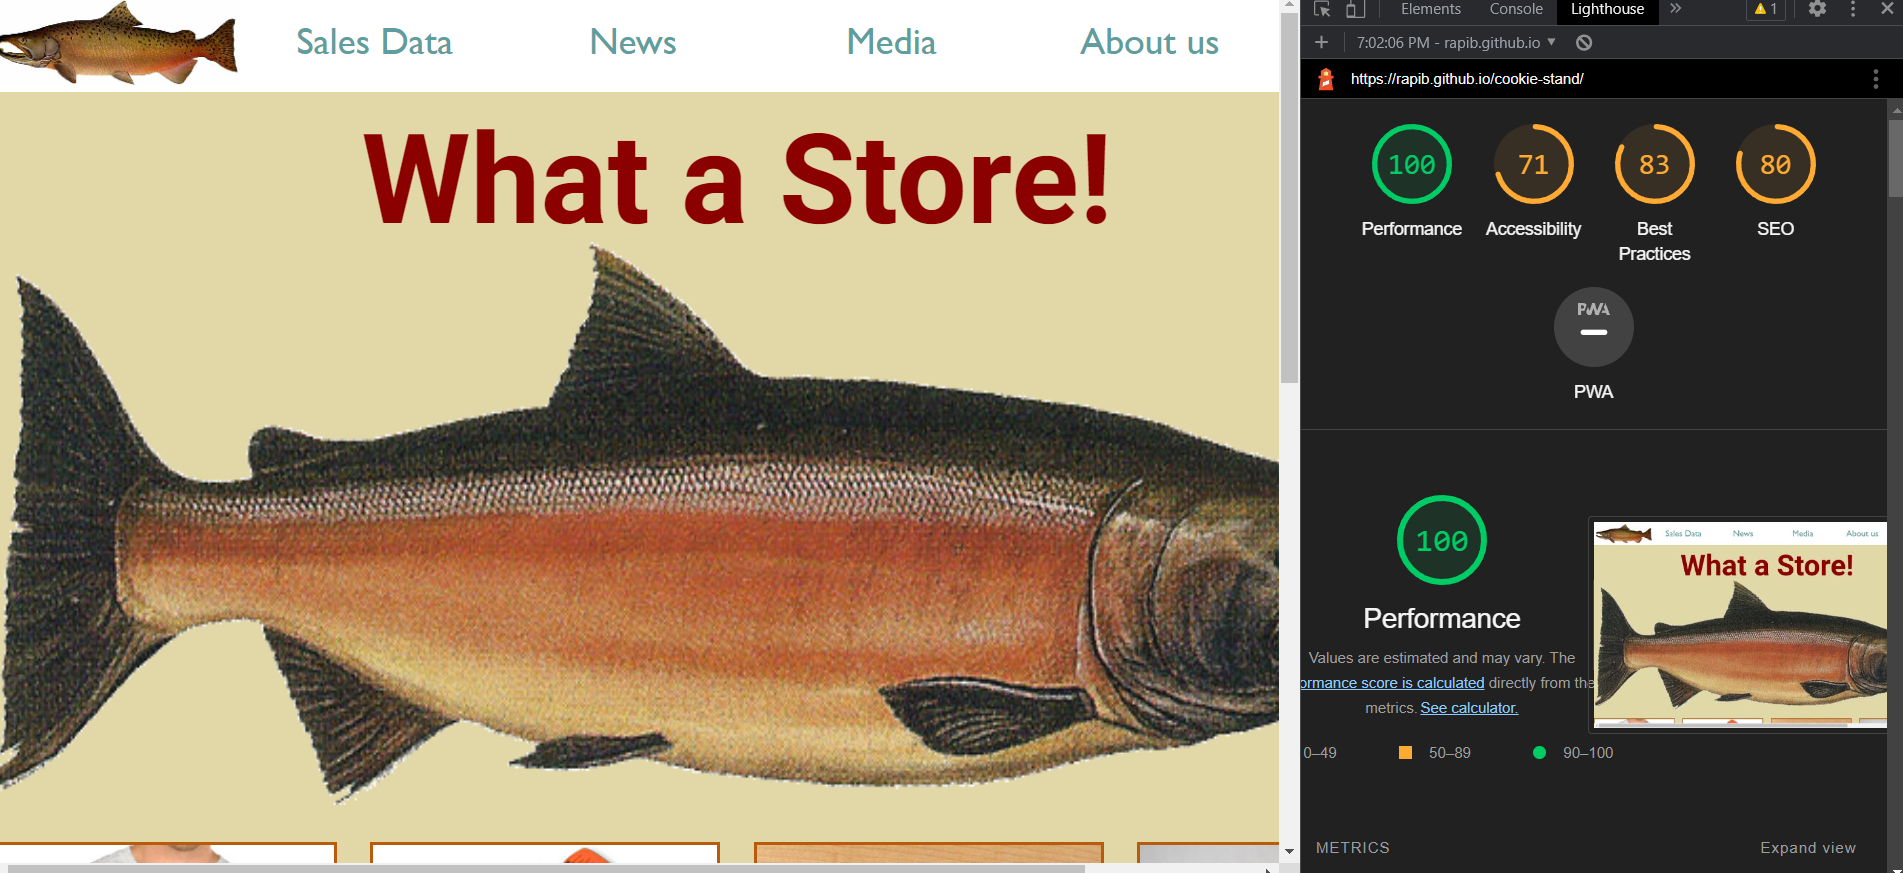 Sales Data
News
Media
About us
What a Store!
Elements
Console
Lighthouse
»
1
7:02:06 PM - rapib.github.io
https://rapib.github.io/cookie-stand/
100
71
83
80
Performance
Accessibility
Best
Practices
SEO
PWA
PWA
100
Performance
Values are estimated and may vary. The
ormance score is calculated directly from the
metrics. See calculator.
0–49
50–89
90–100
Sales Data
News
Media
About us
What a Store!
METRICS
Expand view